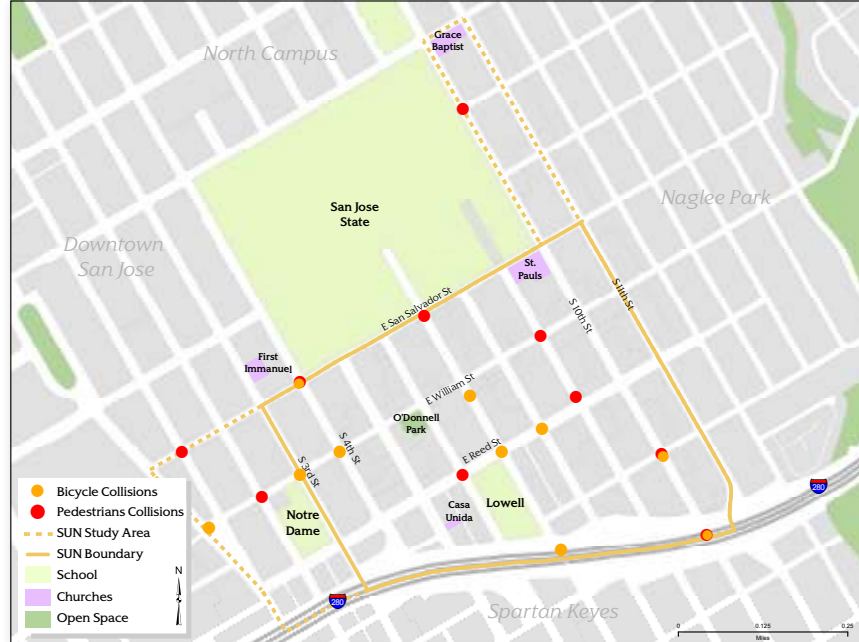 Grace
Baptist
North Campus
San Jose
State
Naglee Park
Downtown
San Jose
St.
Pauls
S 11th St
S 10th St
E San Salvador St
First
Immanuel
E William St
O'Donnell
Park
S 4th St
E Reed St
S 3rd St
280
Bicycle Collisions
Pedestrians Collisions
SUN Study Area
SUN Boundary
School
Churches
Open Space
N
Notre
Dame
Casa
Unida
Lowell
280
Spartan Keyes
0 0.125 0.25
Miles